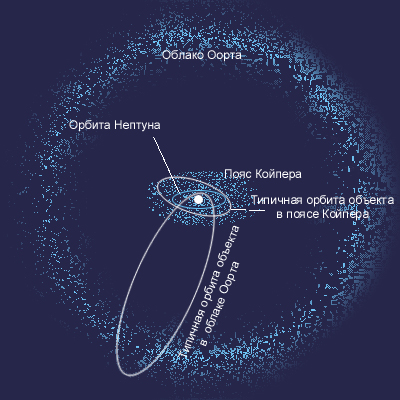 Облако Оорта
Орбита Нептуна
Пояс Койпера
Типичная орбита объекта
в поясе Койпера
Типичная орбита объекта
в облаке Оорта